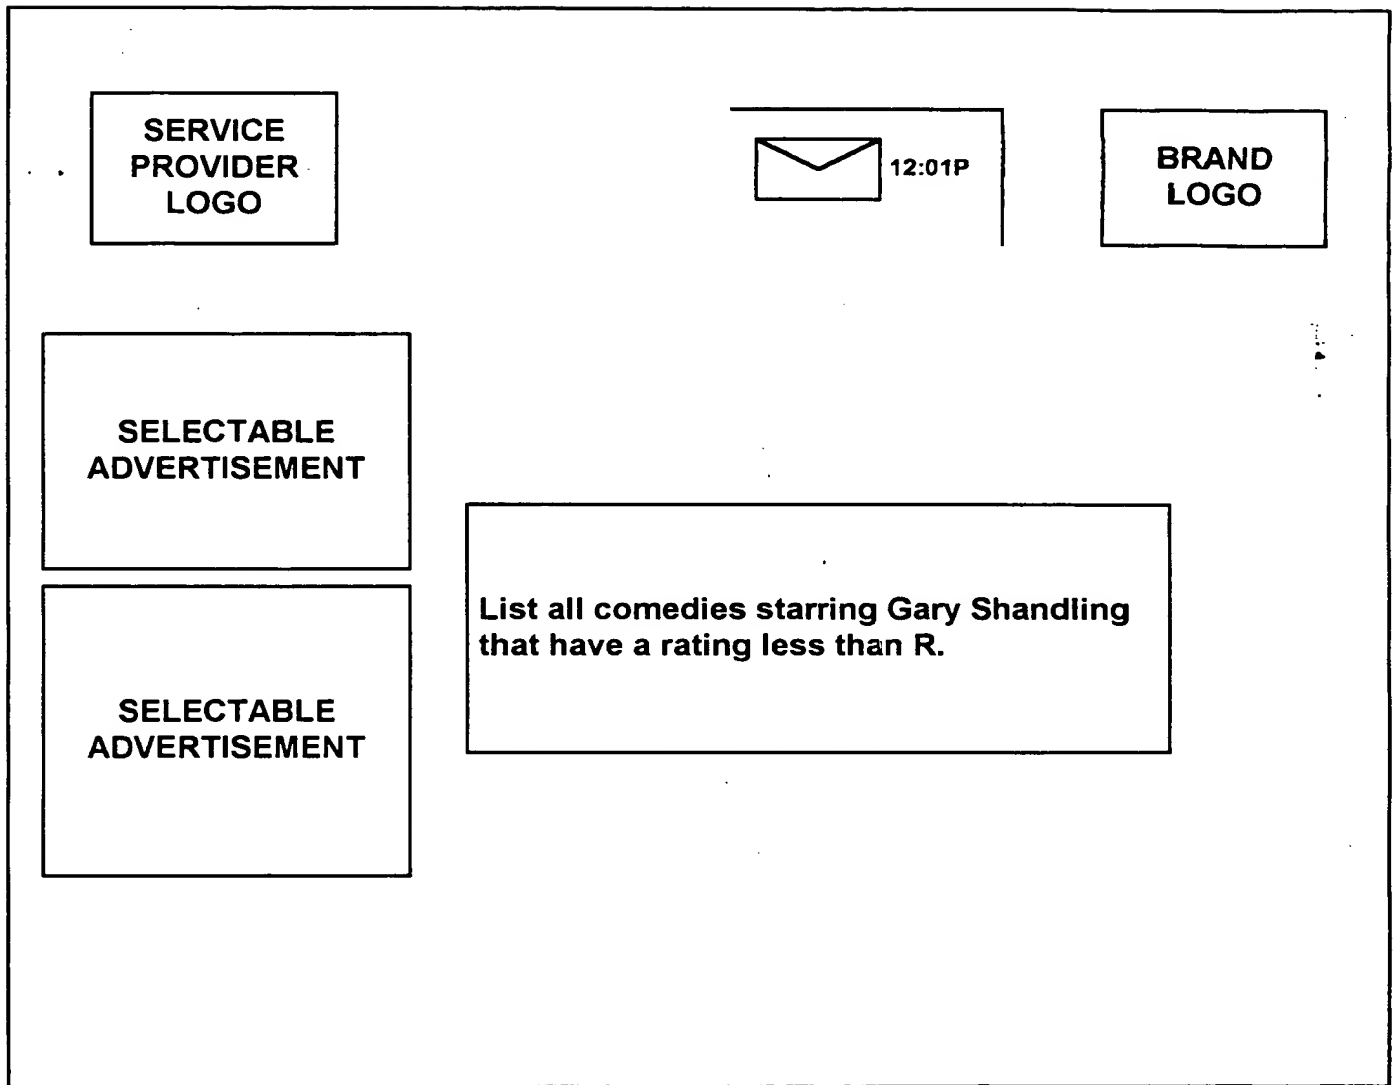 SERVICE
PROVIDER
LOGO
12:01P
BRAND
LOGO
SELECTABLE
ADVERTISEMENT
List all comedies starring Gary Shandling
that have a rating less than R.
SELECTABLE
ADVERTISEMENT